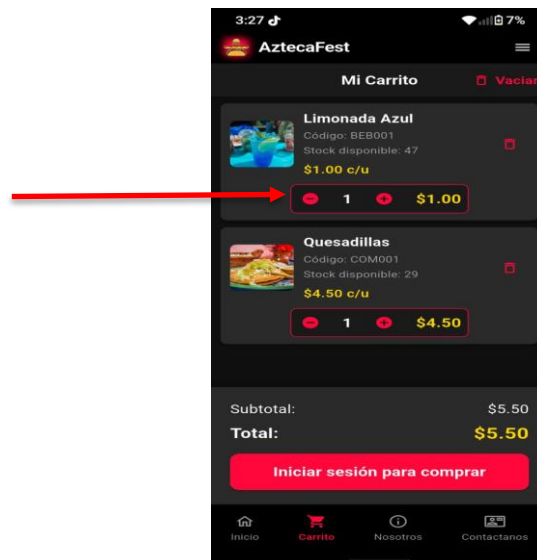 3:27 7%
AztecaFest
Mi Carrito Vaciar
Limonada Azul
Código: BEB001
Stock disponible: 47
$1.00 c/u
1 $1.00
Quesadillas
Código: COM001
Stock disponible: 29
$4.50 c/u
1 $4.50
Subtotal: $5.50
Total: $5.50
Iniciar sesión para comprar
Inicio Carrito Nosotros Contactanos